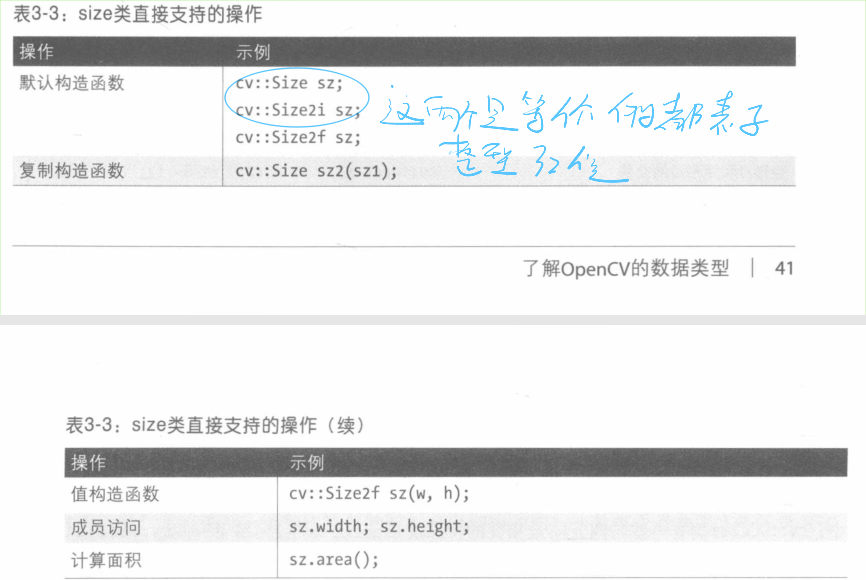 表3-3：size类直接支持的操作
操作 示例
默认构造函数 cv::Size sz;
cv::Size2i sz;
cv::Size2f sz;
这两个是等价的都表示
整型
复制构造函数 cv::Size sz2(sz1);
了解OpenCV的数据类型 | 41
表3-3：size类直接支持的操作（续）
操作 示例
值构造函数 cv::Size2f sz(w, h);
成员访问 sz.width; sz.height;
计算面积 sz.area();